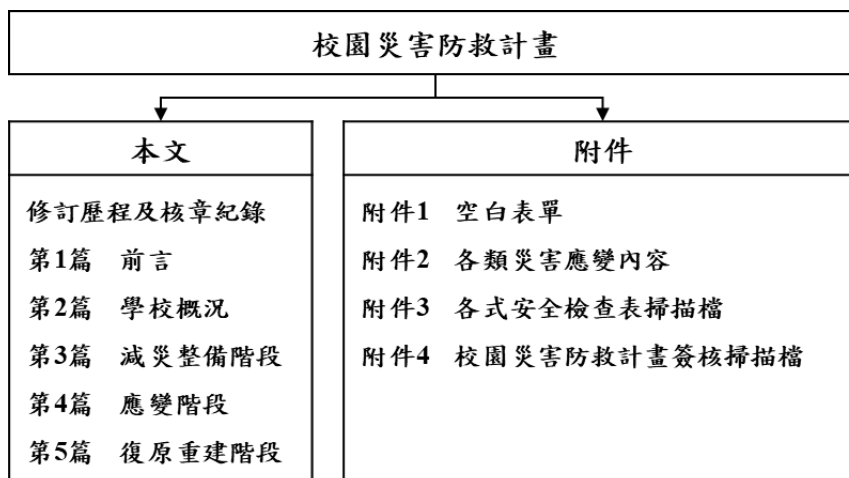 校園災害防救計畫
本文
修訂歷程及核章紀錄
第1篇 前言
第2篇 學校概況
第3篇 減災整備階段
第4篇 應變階段
第5篇 復原重建階段
附件
附件1 空白表單
附件2 各類災害應變內容
附件3 各式安全檢查表掃描檔
附件4 校園災害防救計畫簽核掃描檔